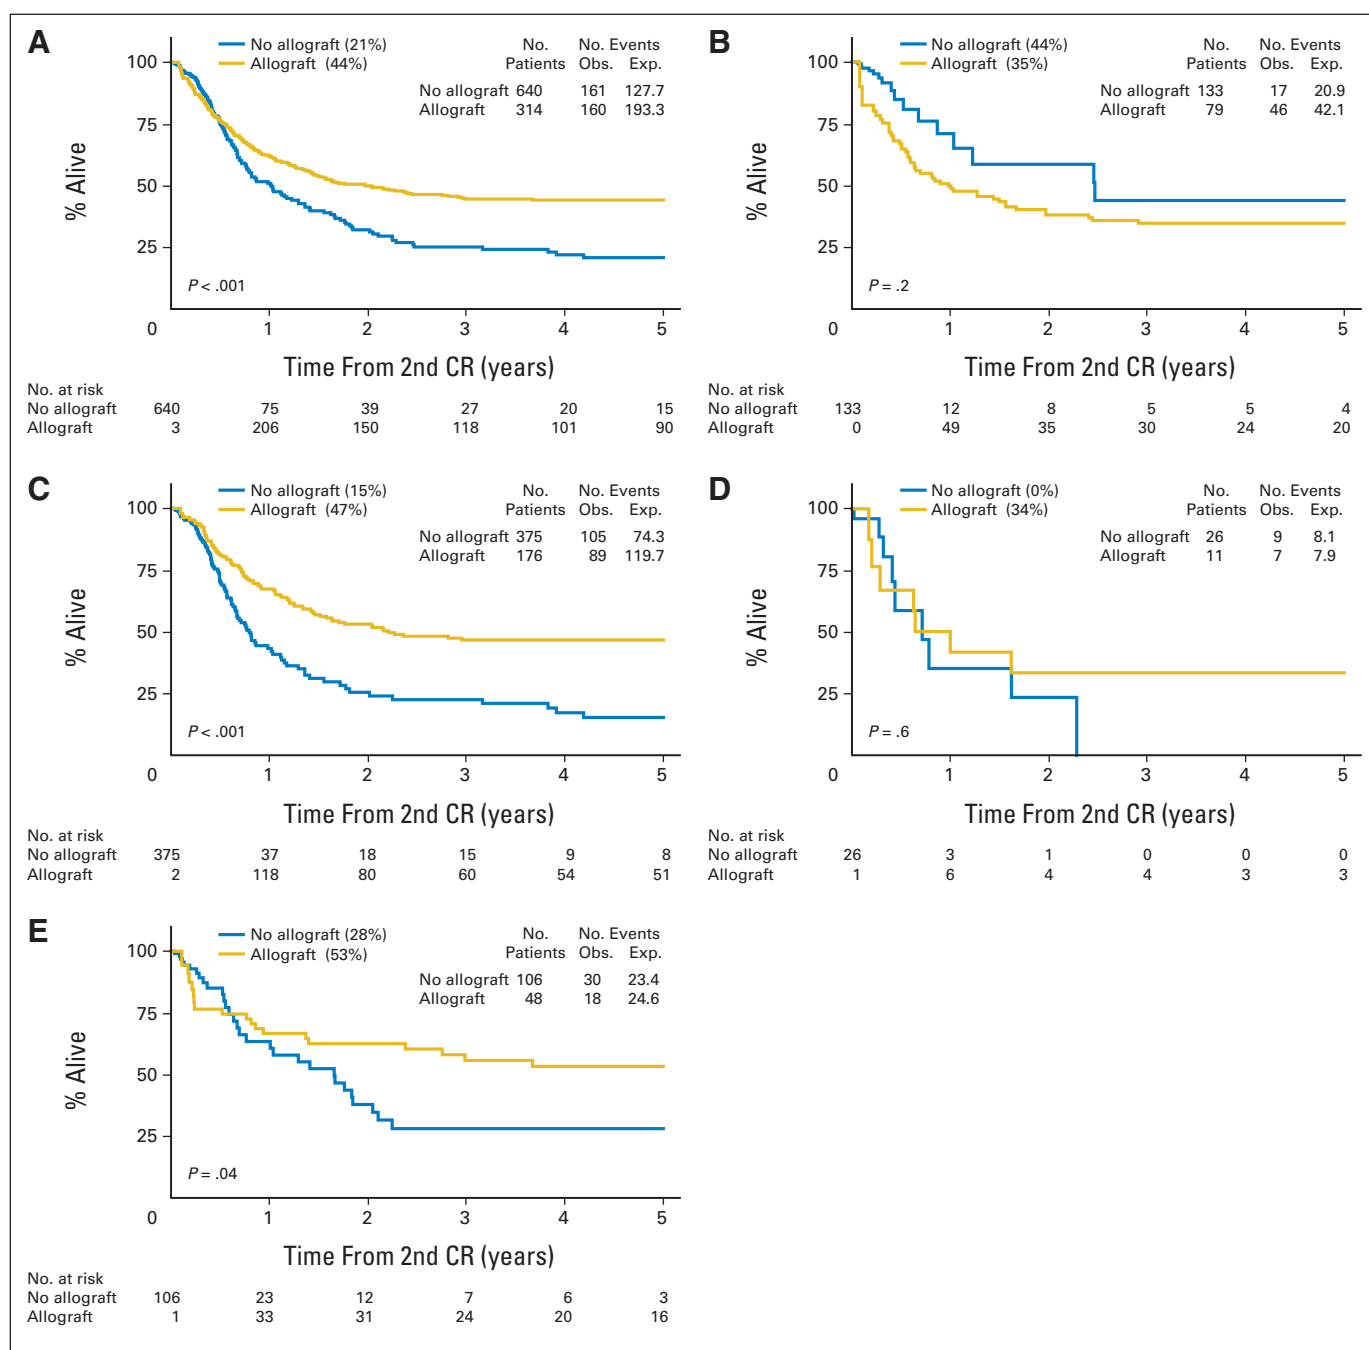 A
No allograft (21%)
Allograft (44%)
No. No. Events
Patients Obs. Exp.
No allograft 640 161 127.7
Allograft 314 160 193.3
100
75
50
25
% Alive
P < .001
0 1 2 3 4 5
Time From 2nd CR (years)
No. at risk
No allograft 640 75 39 27 20 15
Allograft 3 206 150 118 101 90
B
No allograft (44%)
Allograft (35%)
No. No. Events
Patients Obs. Exp.
No allograft 133 17 20.9
Allograft 79 46 42.1
100
75
50
25
% Alive
P = .2
0 1 2 3 4 5
Time From 2nd CR (years)
No. at risk
No allograft 133 12 8 5 5 4
Allograft 0 49 35 30 24 20
C
No allograft (15%)
Allograft (47%)
No. No. Events
Patients Obs. Exp.
No allograft 375 105 74.3
Allograft 176 89 119.7
100
75
50
25
% Alive
P < .001
0 1 2 3 4 5
Time From 2nd CR (years)
No. at risk
No allograft 375 37 18 15 9 8
Allograft 2 118 80 60 54 51
D
No allograft (0%)
Allograft (34%)
No. No. Events
Patients Obs. Exp.
No allograft 26 9 8.1
Allograft 11 7 7.9
100
75
50
25
% Alive
P = .6
0 1 2 3 4 5
Time From 2nd CR (years)
No. at risk
No allograft 26 3 1 0 0 0
Allograft 1 6 4 4 3 3
E
No allograft (28%)
Allograft (53%)
No. No. Events
Patients Obs. Exp.
No allograft 106 30 23.4
Allograft 48 18 24.6
100
75
50
25
% Alive
P = .04
0 1 2 3 4 5
Time From 2nd CR (years)
No. at risk
No allograft 106 23 12 7 6 3
Allograft 1 33 31 24 20 16